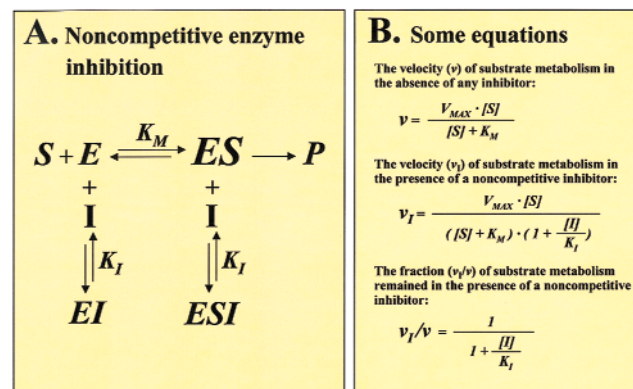 A. Noncompetitive enzyme
inhibition
K_M
S + E ⇌ ES → P
+ +
I I
K_I K_I
EI ESI
B. Some equations
The velocity (v) of substrate metabolism in
the absence of any inhibitor:
v = V_MAX · [S] / [S] + K_M
The velocity (v_I) of substrate metabolism in
the presence of a noncompetitive inhibitor:
v_I = V_MAX · [S] / ([S] + K_M) · (1 + [I] / K_I)
The fraction (v_I/v) of substrate metabolism
remained in the presence of a noncompetitive
inhibitor:
v_I/v = 1 / 1 + [I] / K_I